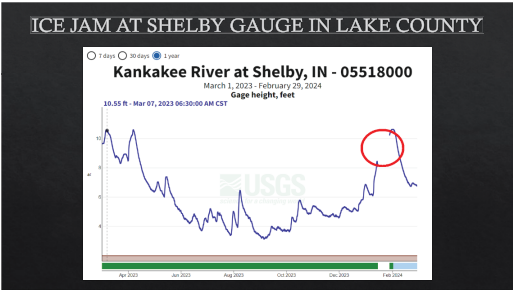 ICE JAM AT SHELBY GAUGE IN LAKE COUNTY
7 days 30 days 1 year
Kankakee River at Shelby, IN - 05518000
March 1, 2023 - February 29, 2024
Gage height, feet
10.55 ft - Mar 07, 2023 06:30:00 AM CST
10
8
ft
6
4
USGS
Apr 2023 Jun 2023 Aug 2023 Oct 2023 Dec 2023 Feb 2024